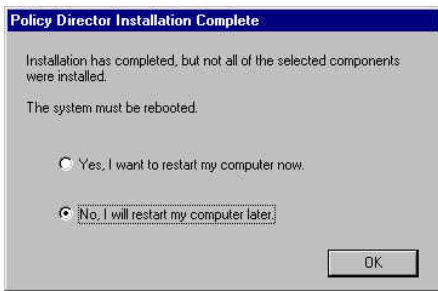 Policy Director Installation Complete
Installation has completed, but not all of the selected components
were installed.
The system must be rebooted.
Yes, I want to restart my computer now.
No, I will restart my computer later.
OK